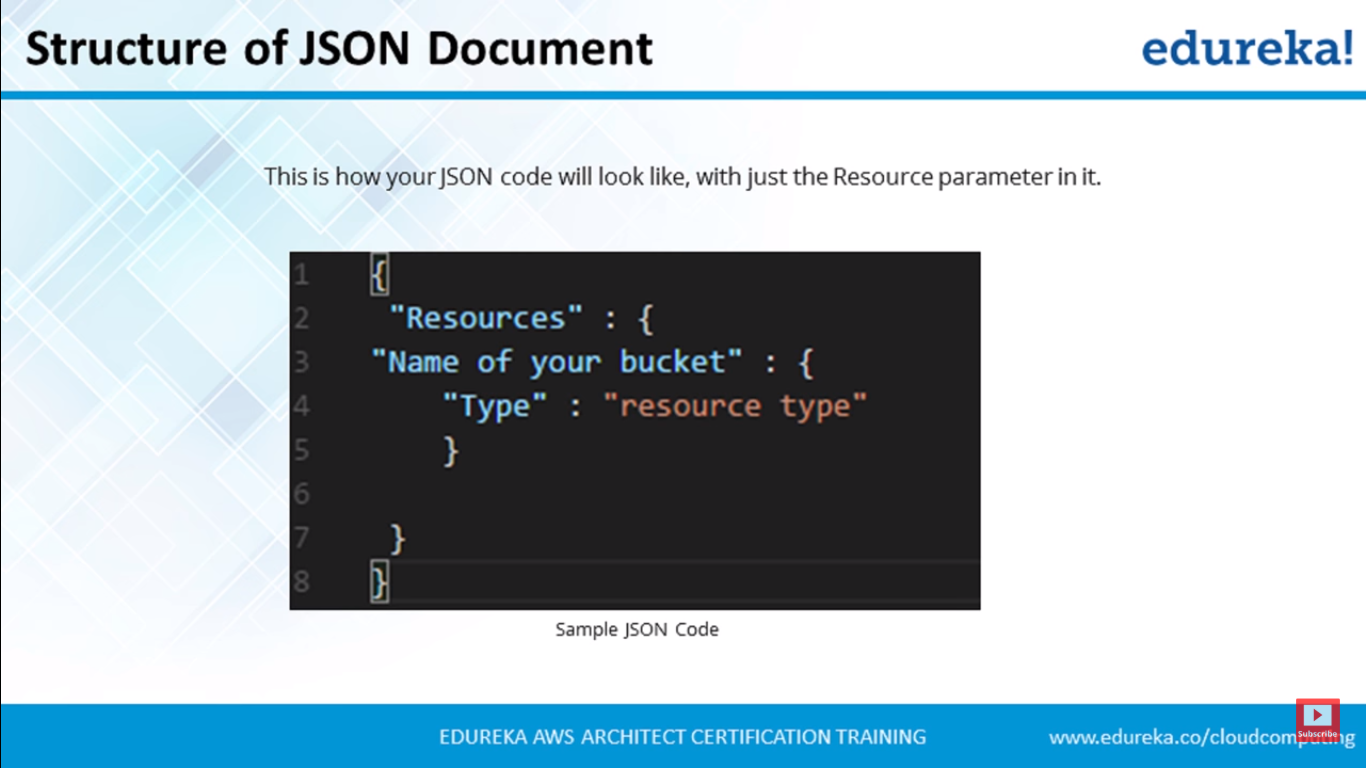 Structure of JSON Document
edureka!
This is how your JSON code will look like, with just the Resource parameter in it.
1 {
2 "Resources" : {
3 "Name of your bucket" : {
4 "Type" : "resource type"
5 }
6
7 }
8 }
Sample JSON Code
EDUREKA AWS ARCHITECT CERTIFICATION TRAINING
www.edureka.co/cloudcomputing
Subscribe